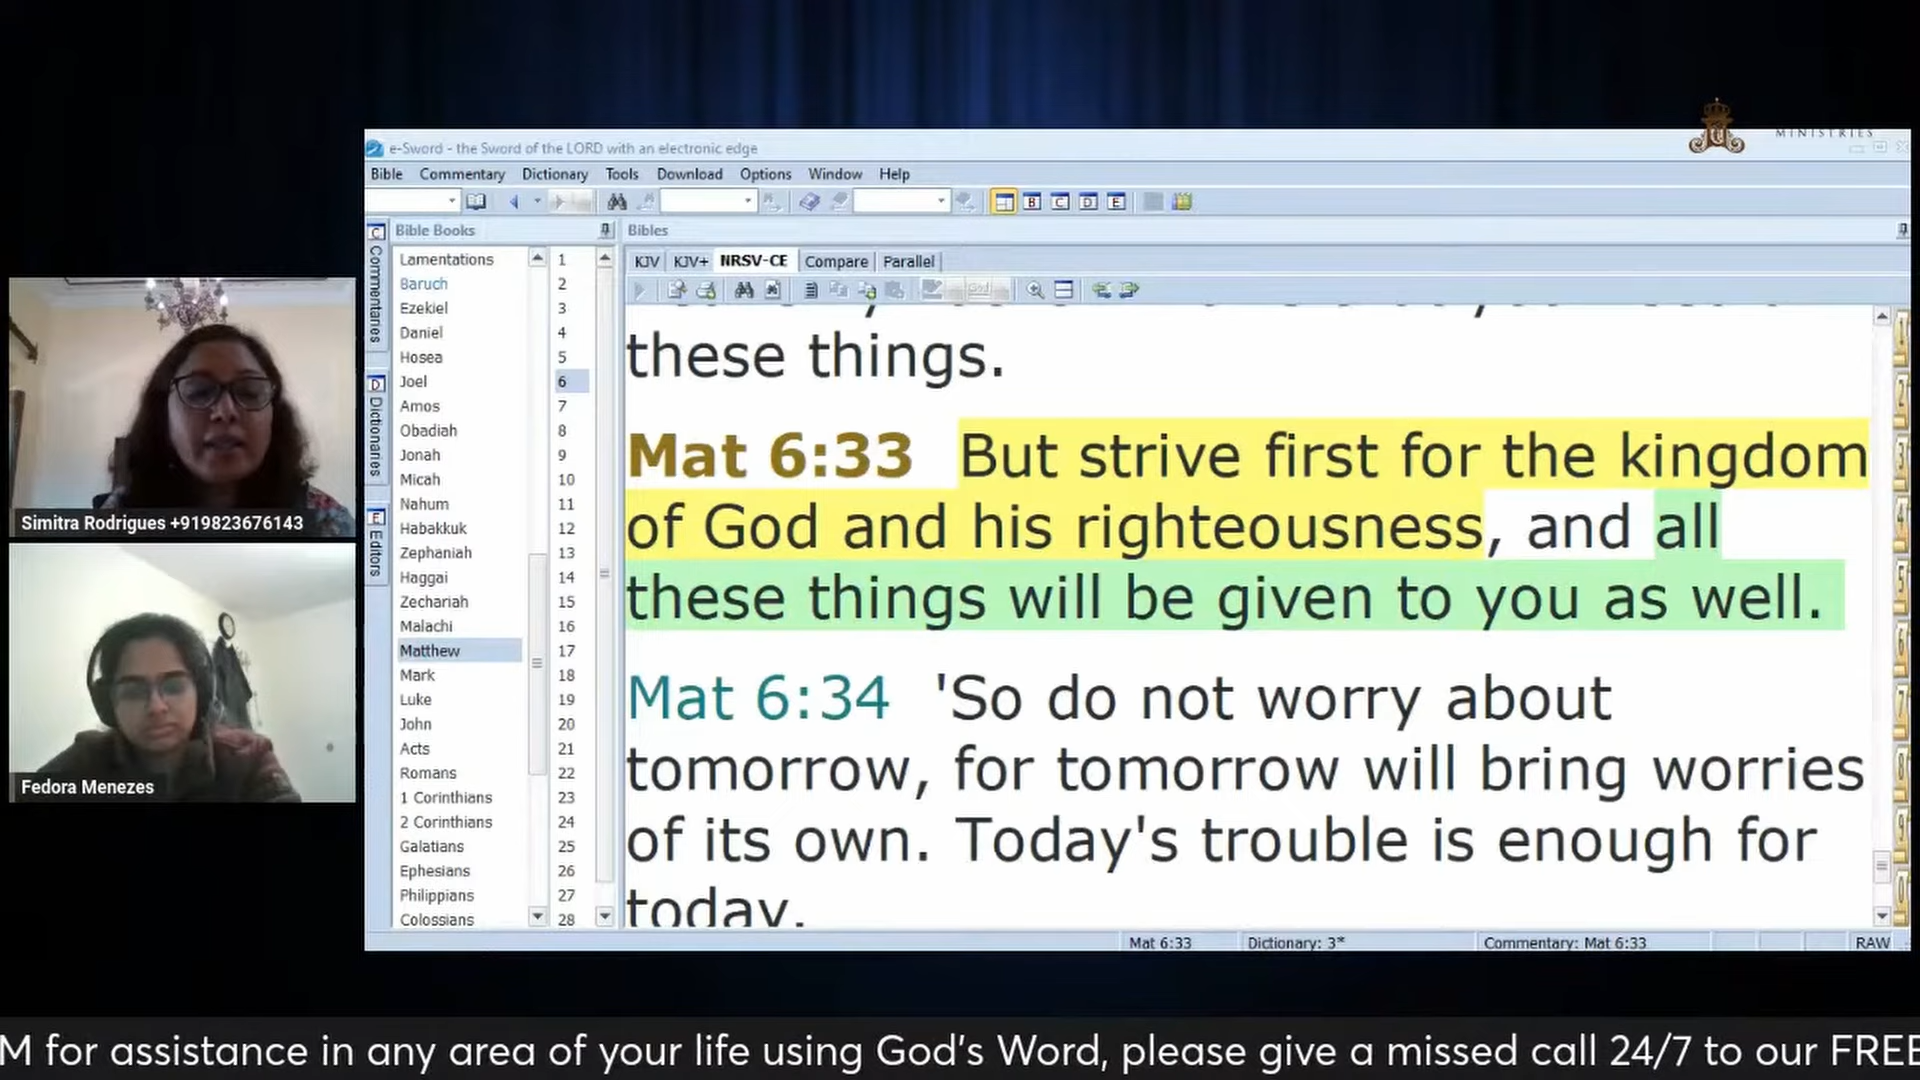 MINISTRIES
e-Sword - the Sword of the LORD with an electronic edge
Bible Commentary Dictionary Tools Download Options Window Help
B C D E
Bible Books
Bibles
C Commentaries
D Dictionaries
E Editors
Lamentations
Baruch
Ezekiel
Daniel
Hosea
Joel
Amos
Obadiah
Jonah
Micah
Nahum
Habakkuk
Zephaniah
Haggai
Zechariah
Malachi
Matthew
Mark
Luke
John
Acts
Romans
1 Corinthians
2 Corinthians
Galatians
Ephesians
Philippians
Colossians
1
2
3
4
5
6
7
8
9
10
11
12
13
14
15
16
17
18
19
20
21
22
23
24
25
26
27
28
KJV KJV+ NRSV-CE Compare Parallel
these things.
Mat 6:33 But strive first for the kingdom
of God and his righteousness, and all
these things will be given to you as well.
Mat 6:34 'So do not worry about
tomorrow, for tomorrow will bring worries
of its own. Today's trouble is enough for
today.
Mat 6:33 Dictionary: 3* Commentary: Mat 6:33 RAW
Simitra Rodrigues +919823676143
Fedora Menezes
M for assistance in any area of your life using God's Word, please give a missed call 24/7 to our FREE